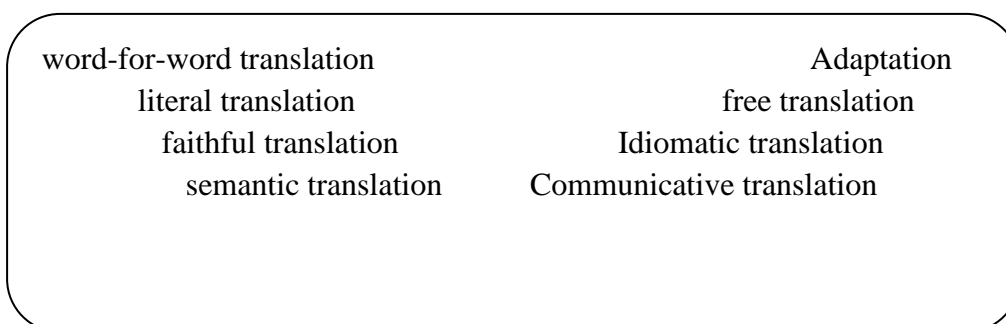 word-for-word translation Adaptation
literal translation free translation
faithful translation Idiomatic translation
semantic translation Communicative translation